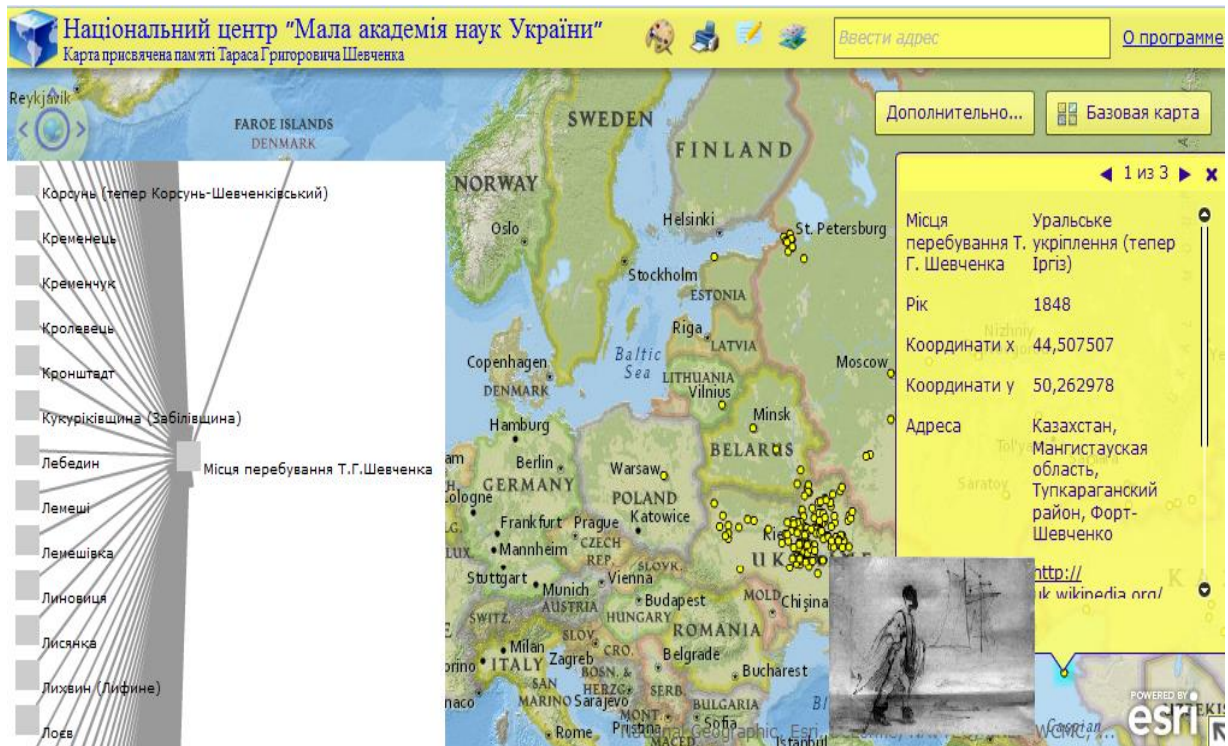 Національний центр "Мала академія наук України"
Карта присвячена пам'яті Тараса Григоровича Шевченка
Ввести адрес
О программе
Дополнительно...
Базовая карта
Reykjavik
FAROE ISLANDS
DENMARK
SWEDEN
FINLAND
NORWAY
Oslo
Helsinki
St. Petersburg
Stockholm
ESTONIA
Riga
LATVIA
Baltic
Sea
Moscow
Copenhagen
DENMARK
LITHUANIA
Vilnius
Minsk
Hamburg
BELARUS
Berlin
Warsaw
GERMANY
POLAND
Cologne
Frankfurt
Prague
Katowice
CZECH
REP.
Mannheim
LUX.
SLOVK.
Stuttgart
Munich
Vienna
AUSTRIA
Budapest
MOLD.
Chişina
SWITZ.
HUNGARY
SLOV.
ROMANIA
Milan
Zagreb
CRO.
Belgrade
ITALY
BOSN. &
HERZG.
SERB.
Bucharest
SAN
MARINO
Sarajevo
BULGARIA
MONT.
Pristina
Sofia
Rome
Istanbul
Корсунь (тепер Корсунь-Шевченківський)
Кременець
Кременчук
Кролевець
Кронштадт
Кукуріківщина (Забілівщина)
Лебедин
Місця перебування Т.Г.Шевченка
Лемеші
Лемешівка
Линовиця
Лисянка
Лихвин (Лифине)
Лоєв
1 из 3
Місця перебування Т. Г. Шевченка
Уральське укріплення (тепер Іргіз)
Рік
1848
Координати х
44,507507
Координати у
50,262978
Адреса
Казахстан,
Мангистауская
область,
Тупкараганский
район, Форт-
Шевченко
http://
uk.wikipedia.org/
Nizhniy
Saratov
Caspian
POWERED BY
esri